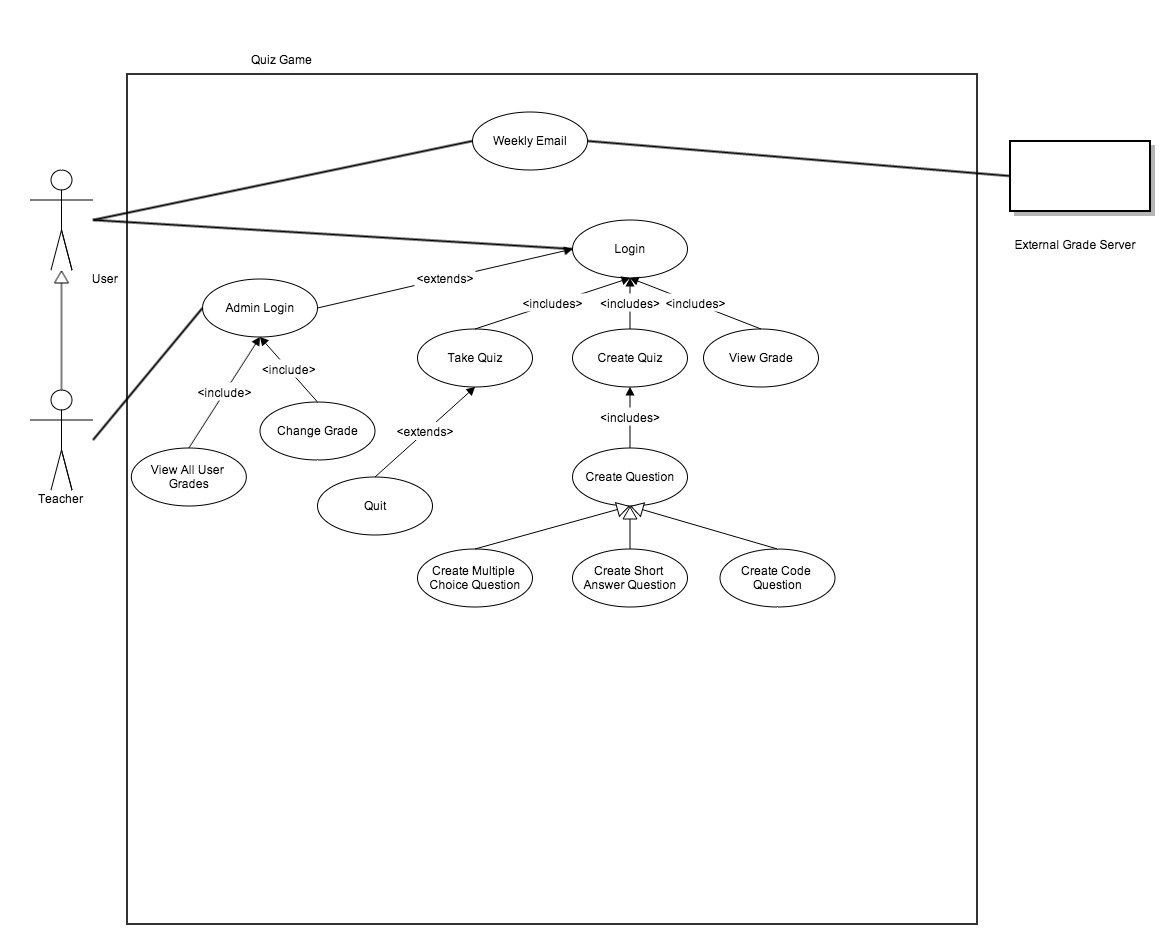 Quiz Game
Weekly Email
Login
External Grade Server
User
<extends>
Admin Login
<includes>
<includes>
<includes>
Take Quiz
Create Quiz
View Grade
<include>
<include>
Change Grade
<extends>
<includes>
View All User
Grades
Teacher
Quit
Create Question
Create Multiple
Choice Question
Create Short
Answer Question
Create Code
Question